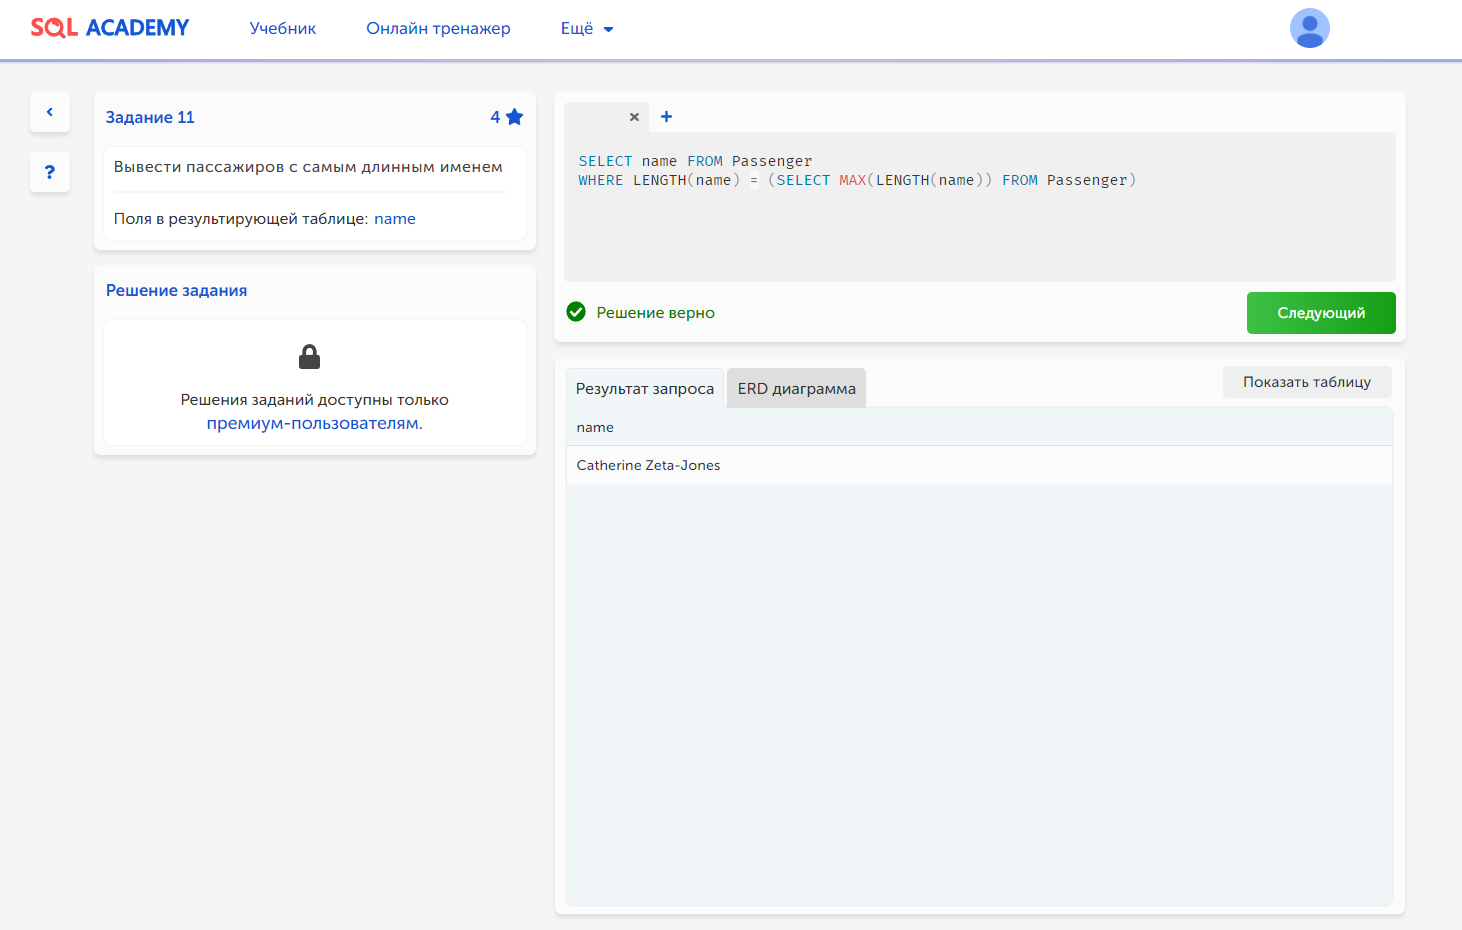 SQL ACADEMY
Учебник
Онлайн тренажер
Ещё
?
Задание 11
4
Вывести пассажиров с самым длинным именем
Поля в результирующей таблице: name
Решение задания
Решения заданий доступны только
премиум-пользователям.
SELECT name FROM Passenger
WHERE LENGTH(name) = (SELECT MAX(LENGTH(name)) FROM Passenger)
Решение верно
Следующий
Результат запроса
ERD диаграмма
Показать таблицу
name
Catherine Zeta-Jones